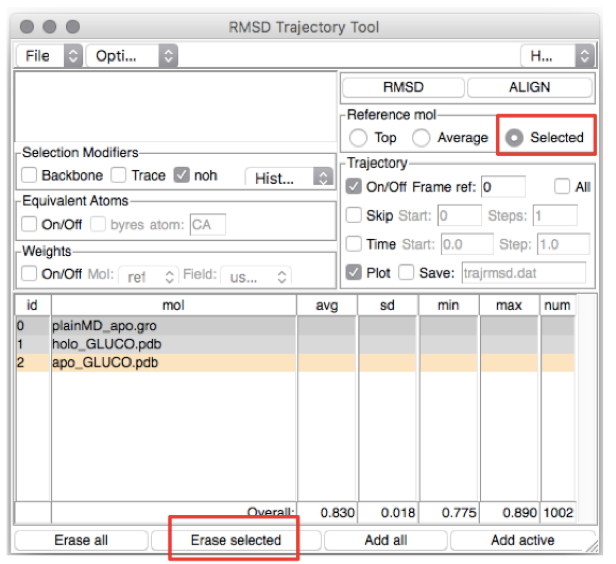 RMSD Trajectory Tool
File Opti... H...
RMSD ALIGN
Reference mol
Top Average Selected
Selection Modifiers
Backbone Trace noh Hist...
Trajectory
On/Off Frame ref: 0 All
Skip Start: 0 Steps: 1
Time Start: 0.0 Step: 1.0
Plot Save: trajrmsd.dat
Equivalent Atoms
On/Off byres atom: CA
Weights
On/Off Mol: ref Field: us...
id mol avg sd min max num
0 plainMD_apo.gro
1 holo_GLUCO.pdb
2 apo_GLUCO.pdb
Overall: 0.830 0.018 0.775 0.890 1002
Erase all Erase selected Add all Add active